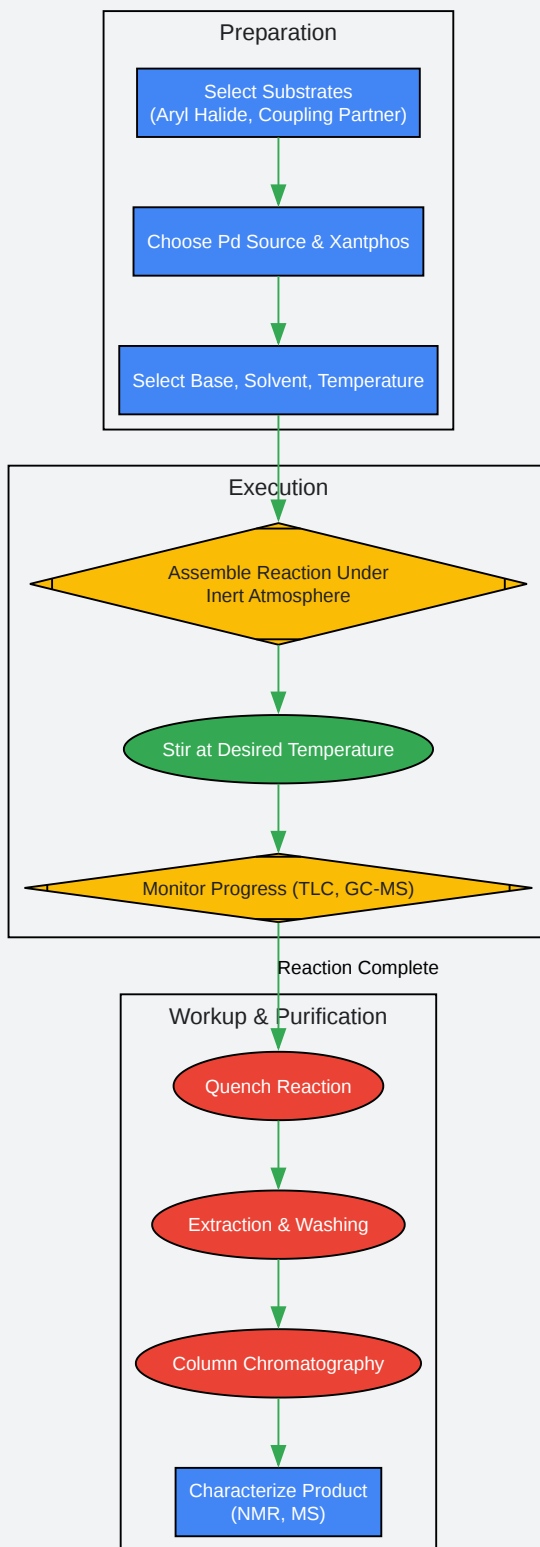 Preparation
Select Substrates
(Aryl Halide, Coupling Partner)
Choose Pd Source & Xantphos
Select Base, Solvent, Temperature
Execution
Assemble Reaction Under
Inert Atmosphere
Stir at Desired Temperature
Monitor Progress (TLC, GC-MS)
Reaction Complete
Workup & Purification
Quench Reaction
Extraction & Washing
Column Chromatography
Characterize Product
(NMR, MS)